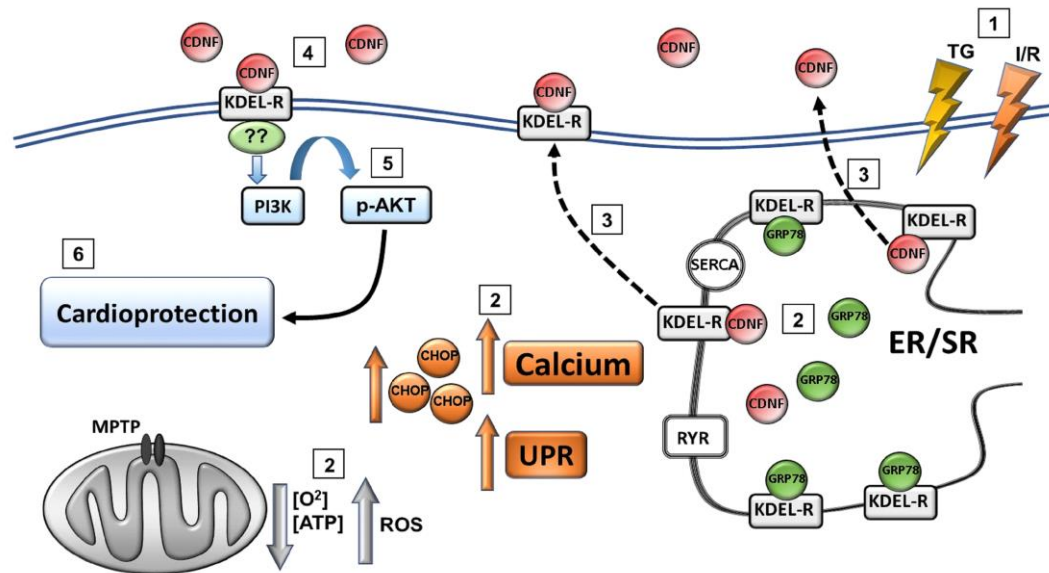 CDNF
4
CDNF
CDNF
KDEL-R
??
PI3K
5
p-AKT
CDNF
KDEL-R
CDNF
CDNF
1
TG
I/R
3
3
KDEL-R
GRP78
KDEL-R
CDNF
SERCA
KDEL-R
CDNF
2
GRP78
ER/SR
GRP78
CDNF
RYR
GRP78
KDEL-R
GRP78
KDEL-R
6
Cardioprotection
2
CHOP
CHOP
CHOP
Calcium
UPR
MPTP
2
[O²]
[ATP]
ROS